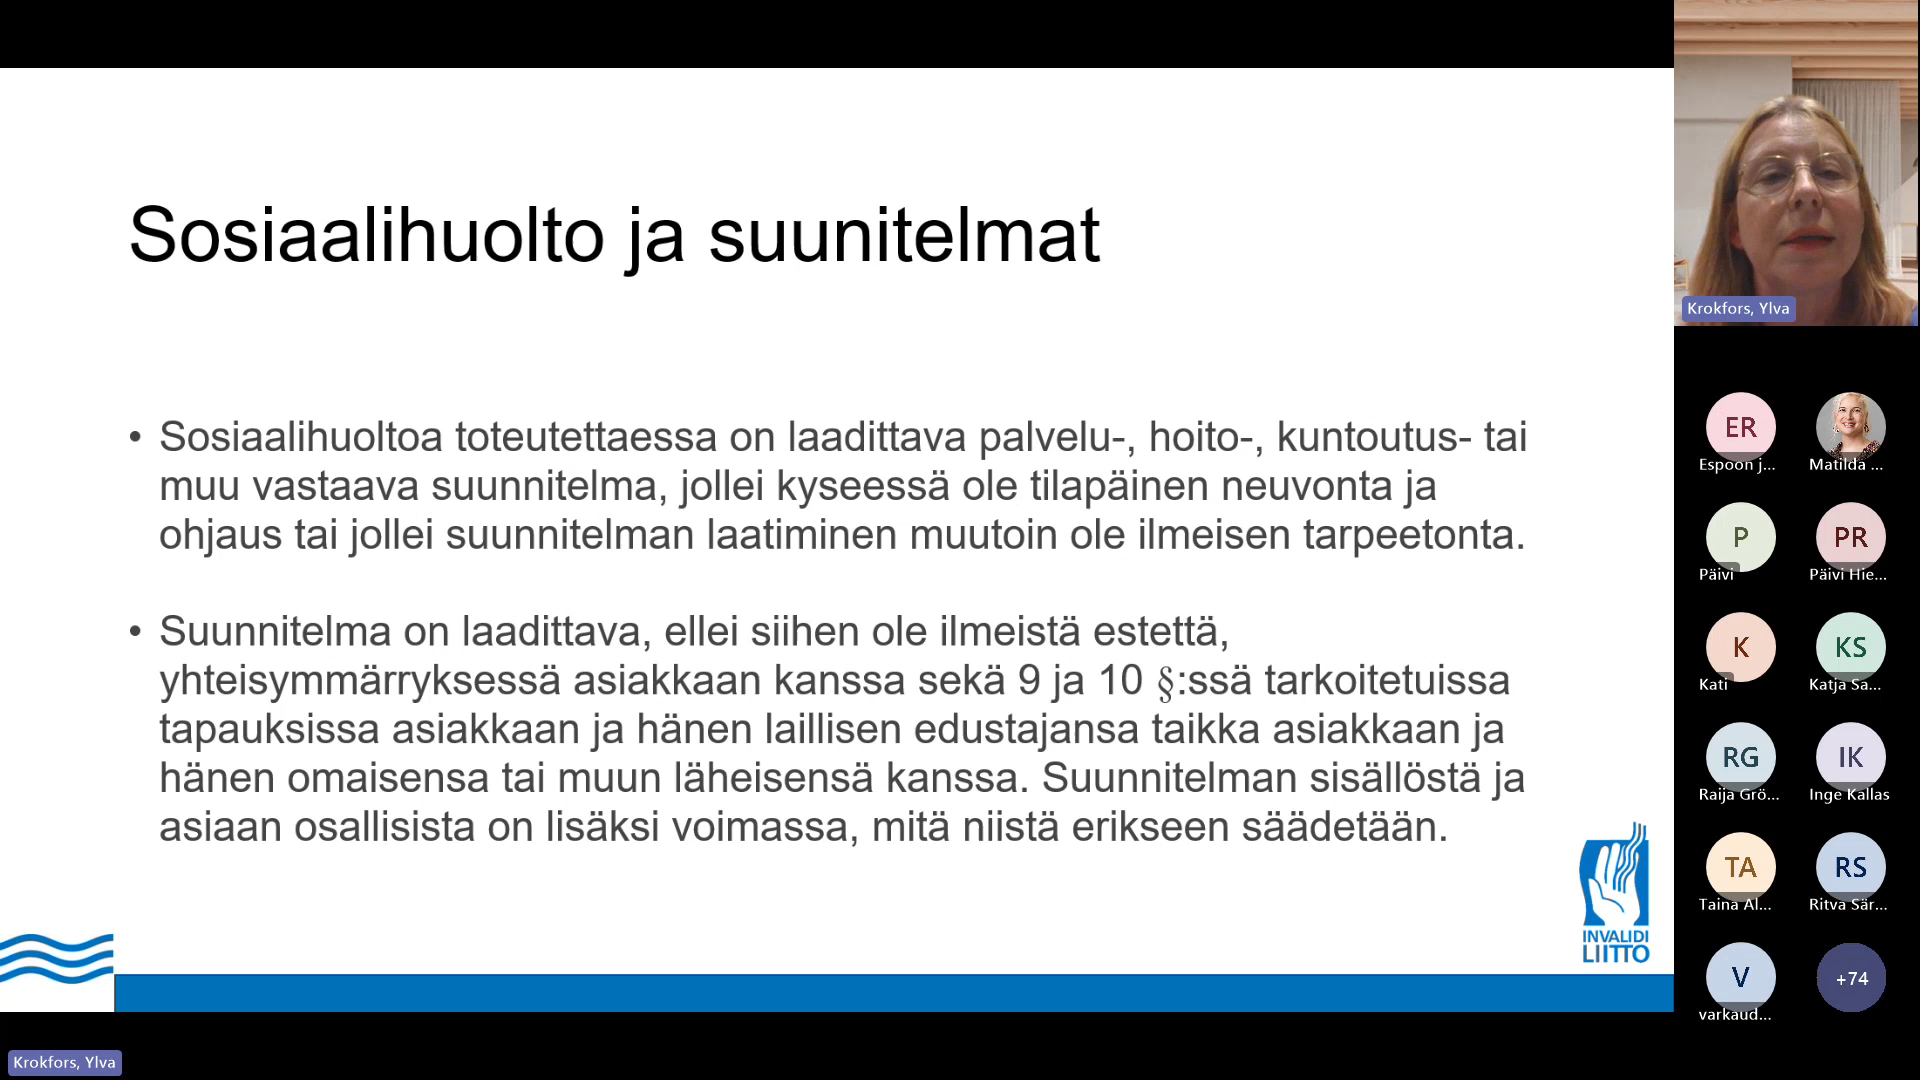 Sosiaalihuolto ja suunitelmat
• Sosiaalihuoltoa toteutettaessa on laadittava palvelu-, hoito-, kuntoutus- tai
muu vastaava suunnitelma, jollei kyseessä ole tilapäinen neuvonta ja
ohjaus tai jollei suunnitelman laatiminen muutoin ole ilmeisen tarpeetonta.
• Suunnitelma on laadittava, ellei siihen ole ilmeistä estettä,
yhteisymmärryksessä asiakkaan kanssa sekä 9 ja 10 §:ssä tarkoitetuissa
tapauksissa asiakkaan ja hänen laillisen edustajansa taikka asiakkaan ja
hänen omaisensa tai muun läheisensä kanssa. Suunnitelman sisällöstä ja
asiaan osallisista on lisäksi voimassa, mitä niistä erikseen säädetään.
INVALIDI
LIITTO
Krokfors, Ylva
Krokfors, Ylva
ER
Espoon j...
Matilda ...
P
Päivi
PR
Päivi Hie...
K
Kati
KS
Katja Sa...
RG
Raija Grö...
IK
Inge Kallas
TA
Taina Al...
RS
Ritva Sär...
V
varkaud...
+74